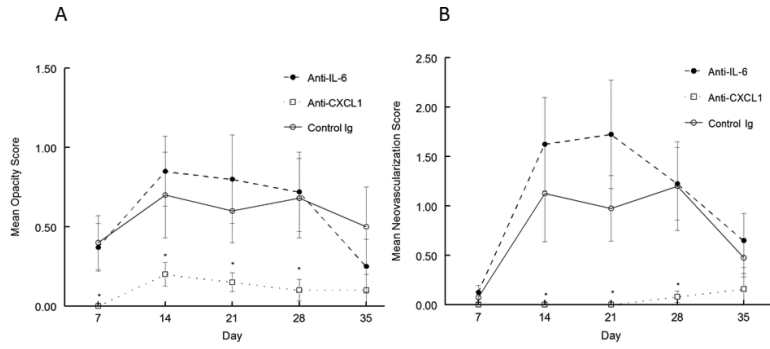 A
1.50
1.00
0.50
0.00
Mean Opacity Score
Anti-IL-6
Anti-CXCL1
Control Ig
*
*
*
*
7 14 21 28 35
Day
B
2.50
2.00
1.50
1.00
0.50
0.00
Mean Neovascularization Score
Anti-IL-6
Anti-CXCL1
Control Ig
*
*
*
7 14 21 28 35
Day